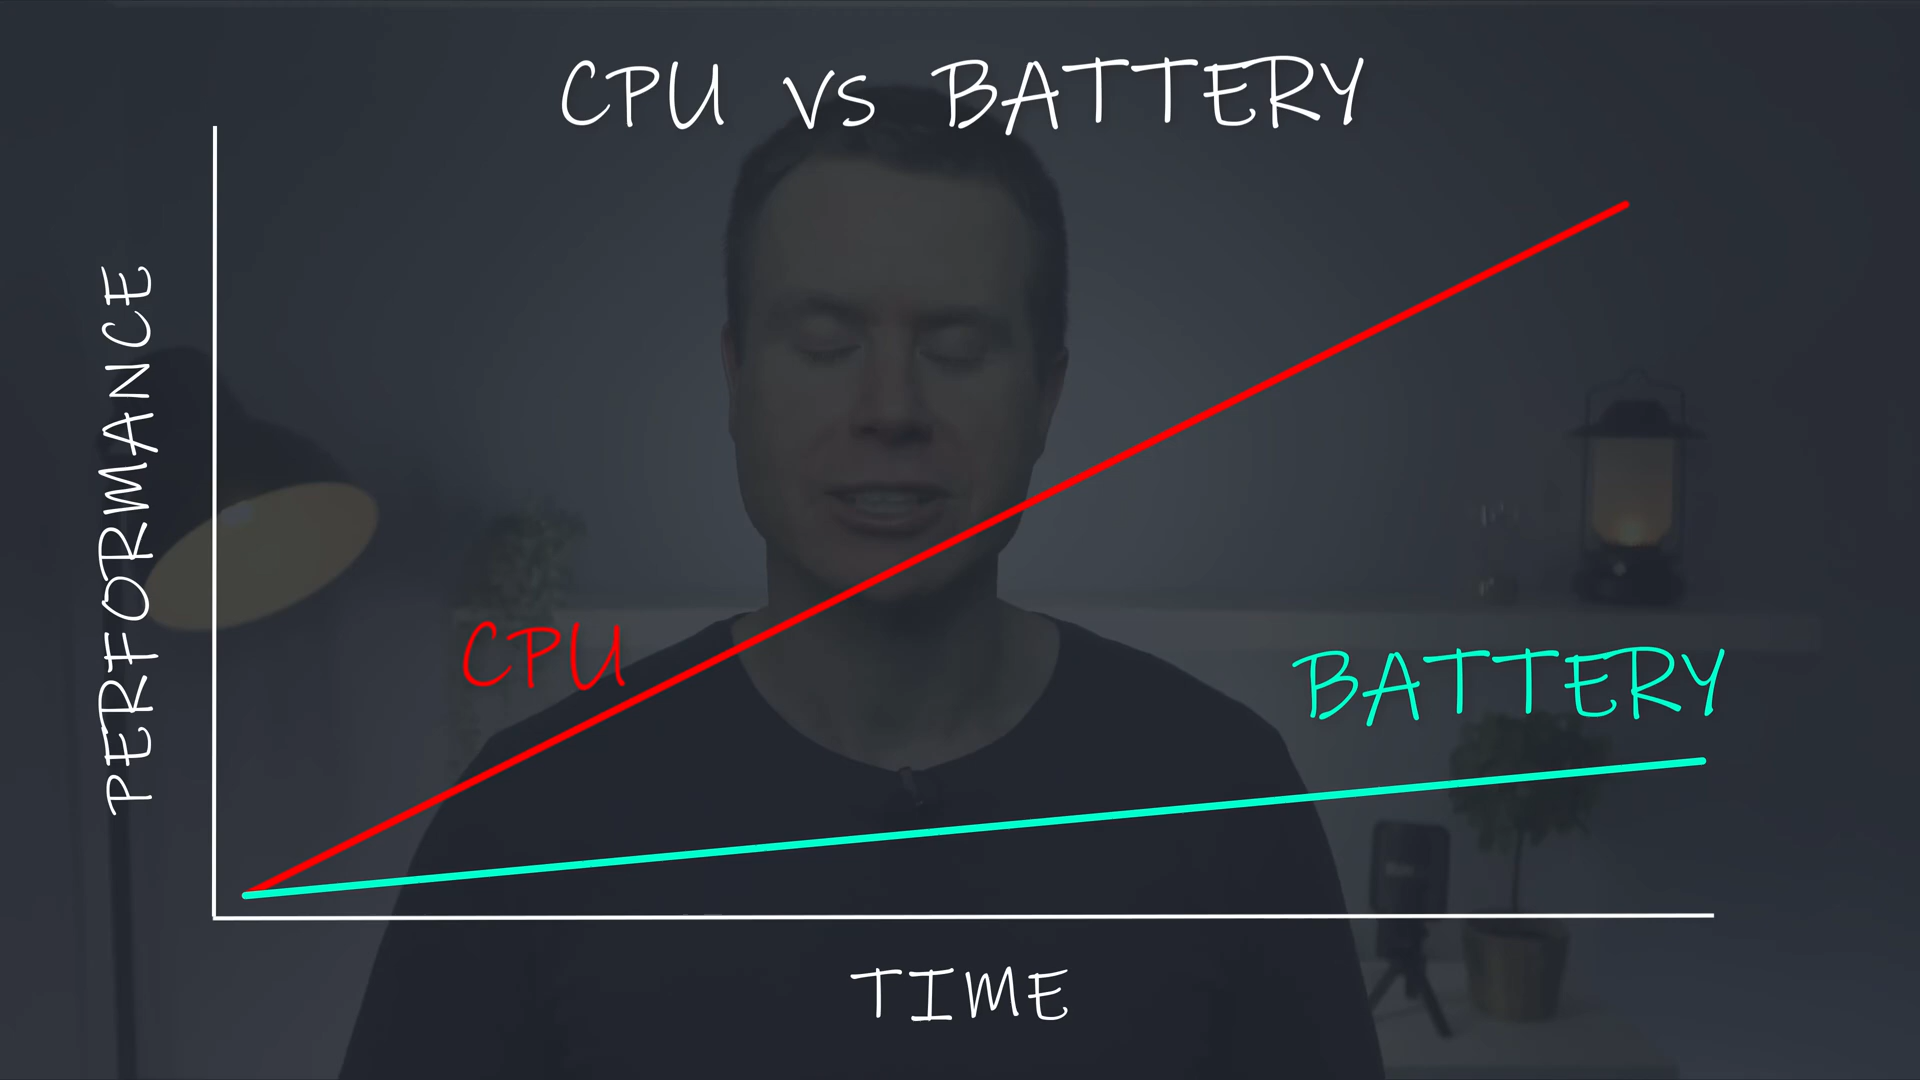 CPU VS BATTERY
PERFORMANCE
CPU
BATTERY
TIME